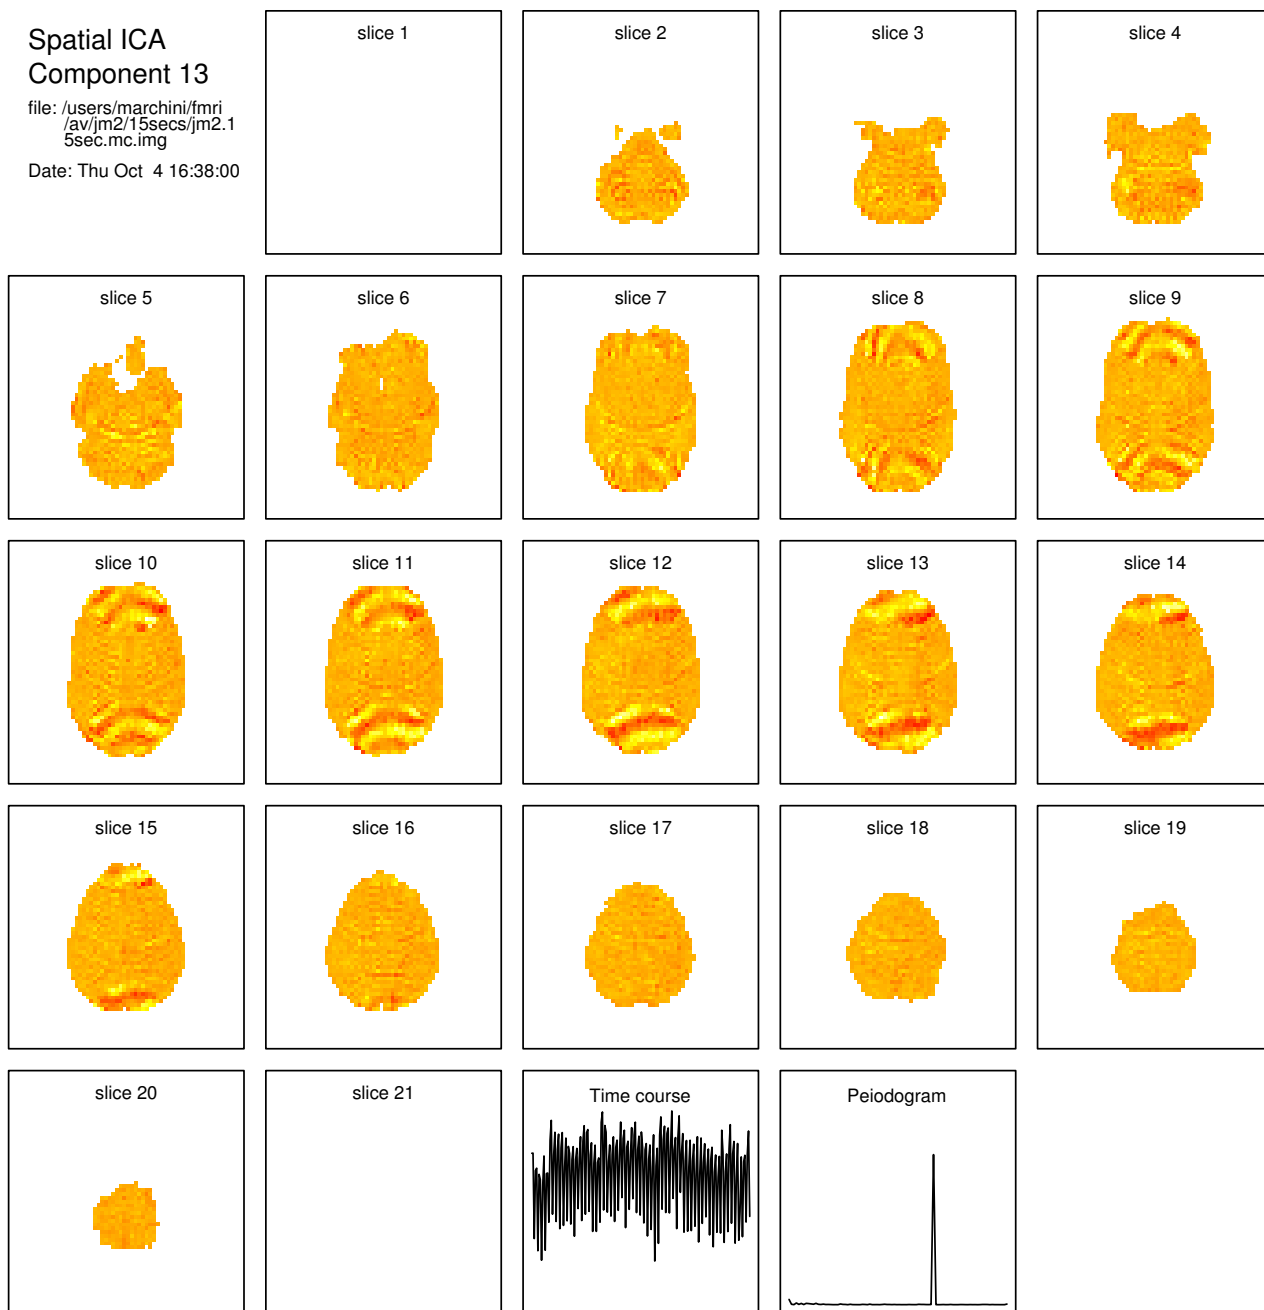 Spatial ICA
Component 13
file: /users/marchini/fmri
/av/jm2/15secs/jm2.1
5sec.mc.img
Date: Thu Oct  4 16:38:00
slice 1
slice 2
slice 3
slice 4
slice 5
slice 6
slice 7
slice 8
slice 9
slice 10
slice 11
slice 12
slice 13
slice 14
slice 15
slice 16
slice 17
slice 18
slice 19
slice 20
slice 21
Time course
Peiodogram